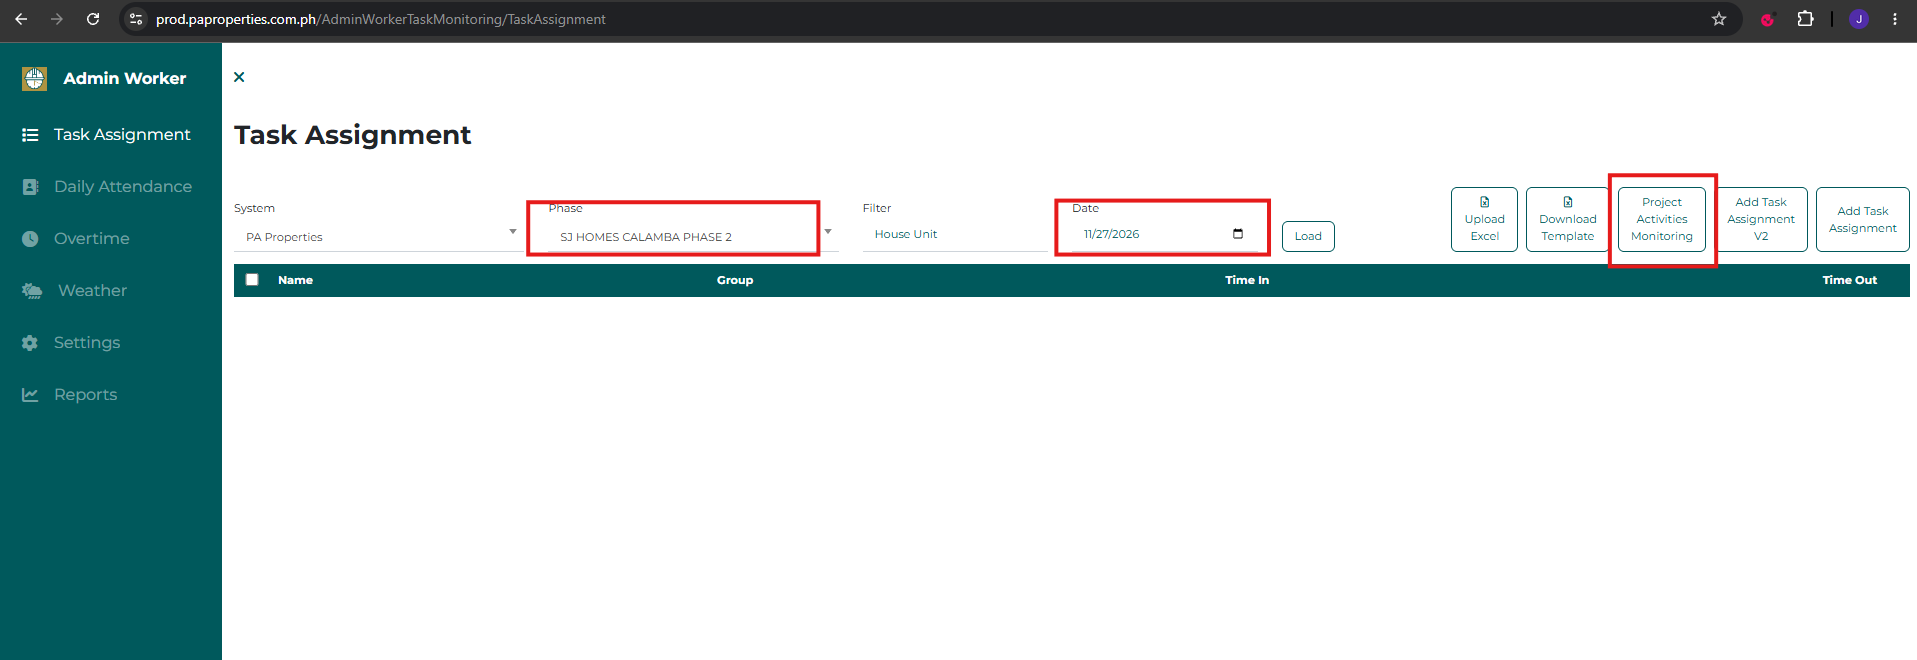 prod.paproperties.com.ph/AdminWorkerTaskMonitoring/TaskAssignment
J
Admin Worker
Task Assignment
Daily Attendance
Overtime
Weather
Settings
Reports
Task Assignment
System
PA Properties
Phase
SJ HOMES CALAMBA PHASE 2
Filter
House Unit
Date
11/27/2026
Load
Upload
Excel
Download
Template
Project
Activities
Monitoring
Add Task
Assignment
V2
Add Task
Assignment
Name
Group
Time In
Time Out